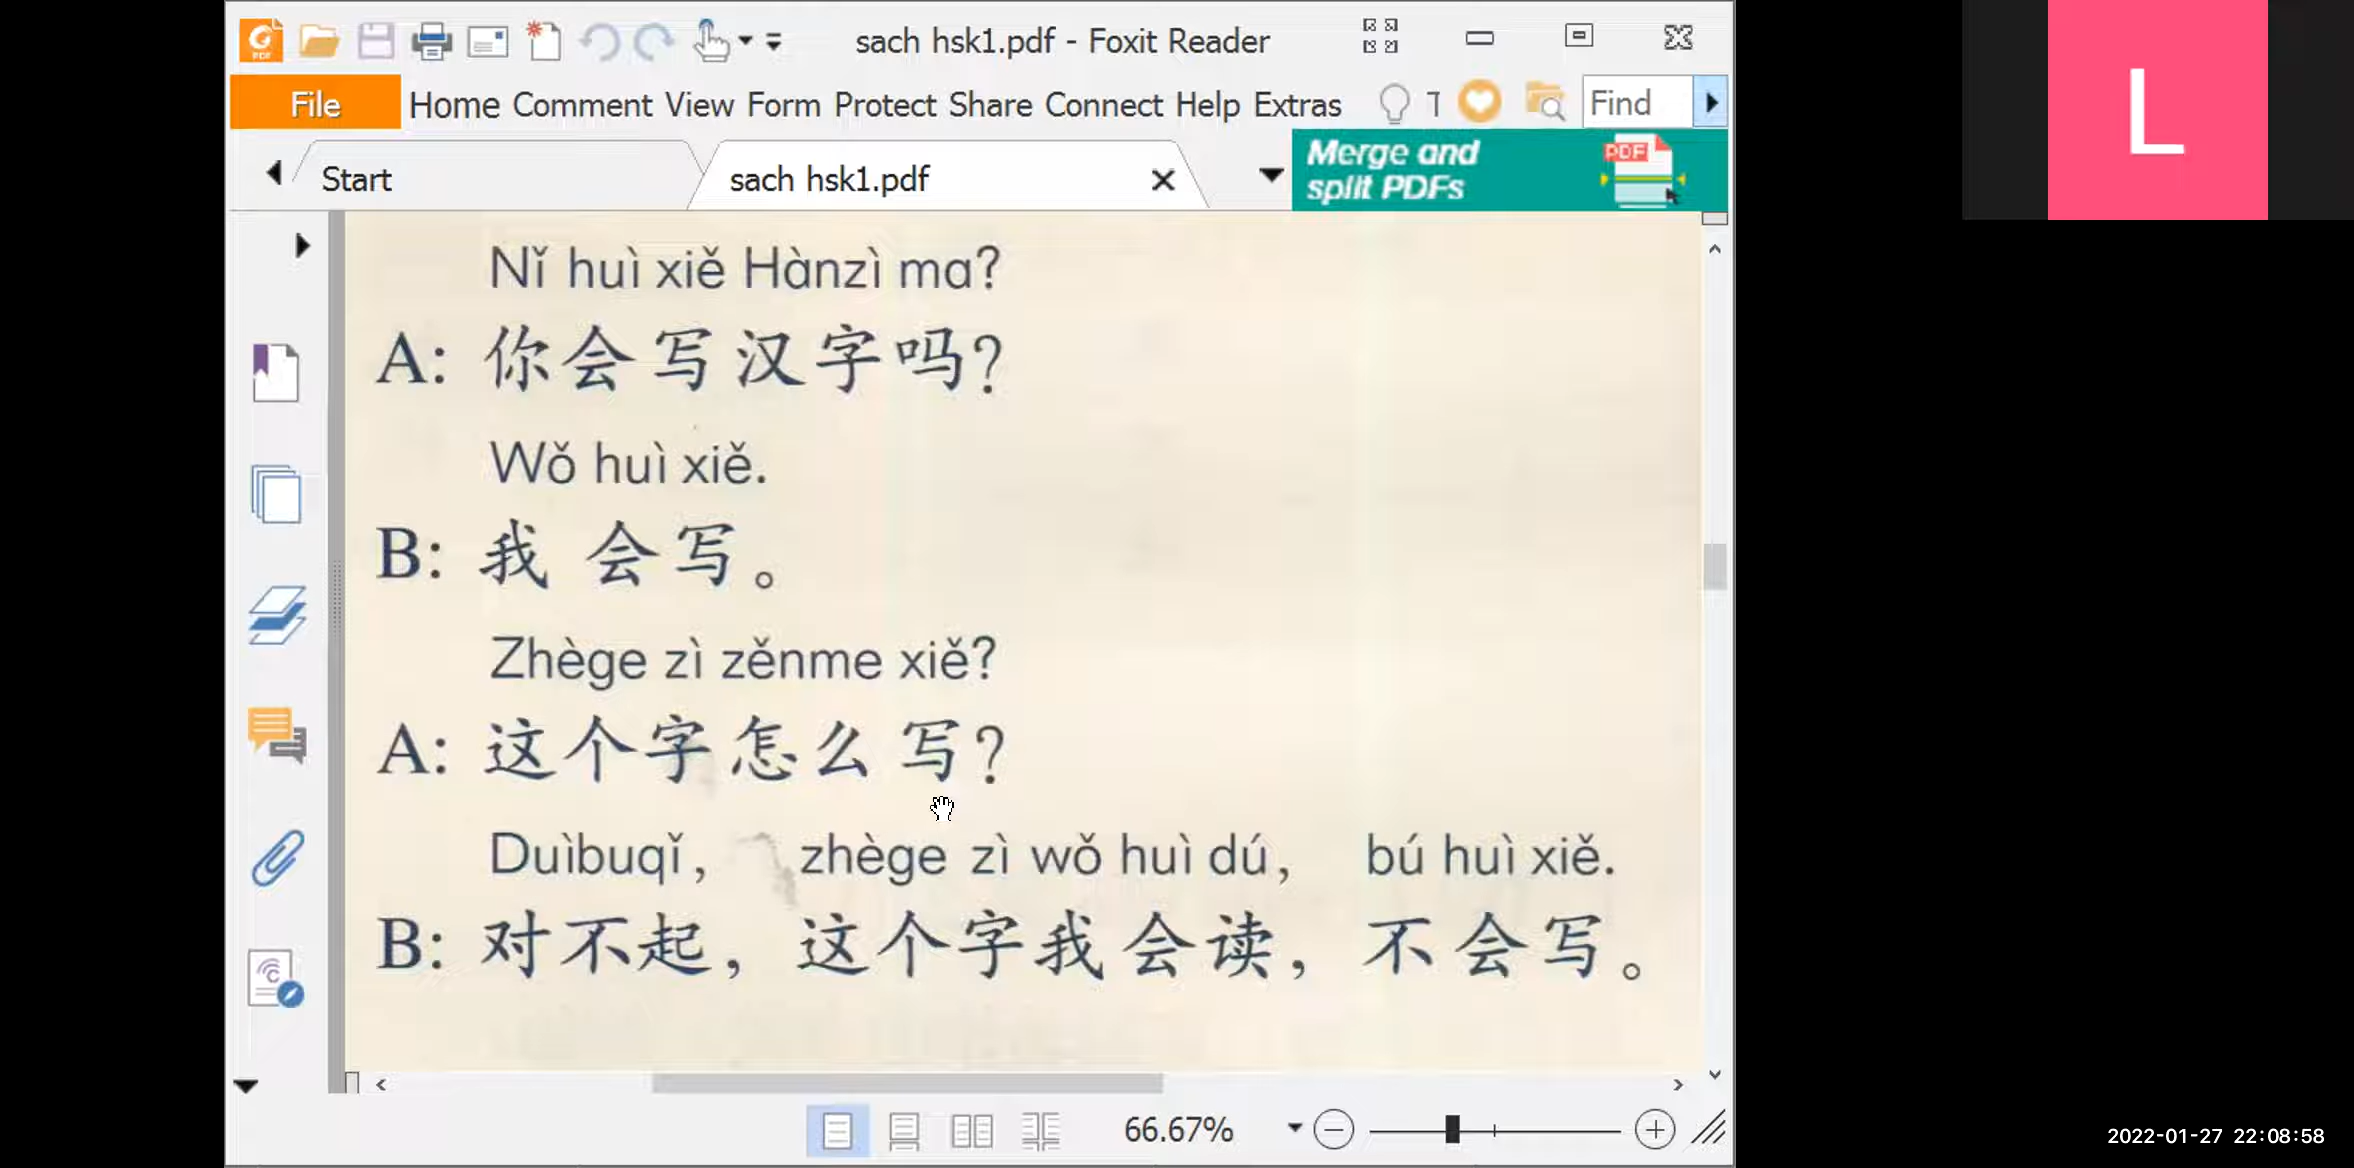 sach hsk1.pdf - Foxit Reader
File Home Comment View Form Protect Share Connect Help Extras T Find
Start sach hsk1.pdf
Merge and
split PDFs
PDF
L
Nǐ huì xiě Hànzì ma?
A: 你会写汉字吗?
Wǒ huì xiě.
B: 我会写。
Zhège zì zěnme xiě?
A: 这个字怎么写?
Duìbuqǐ, zhège zì wǒ huì dú, bú huì xiě.
B: 对不起,这个字我会读,不会写。
66.67%
2022-01-27 22:08:58